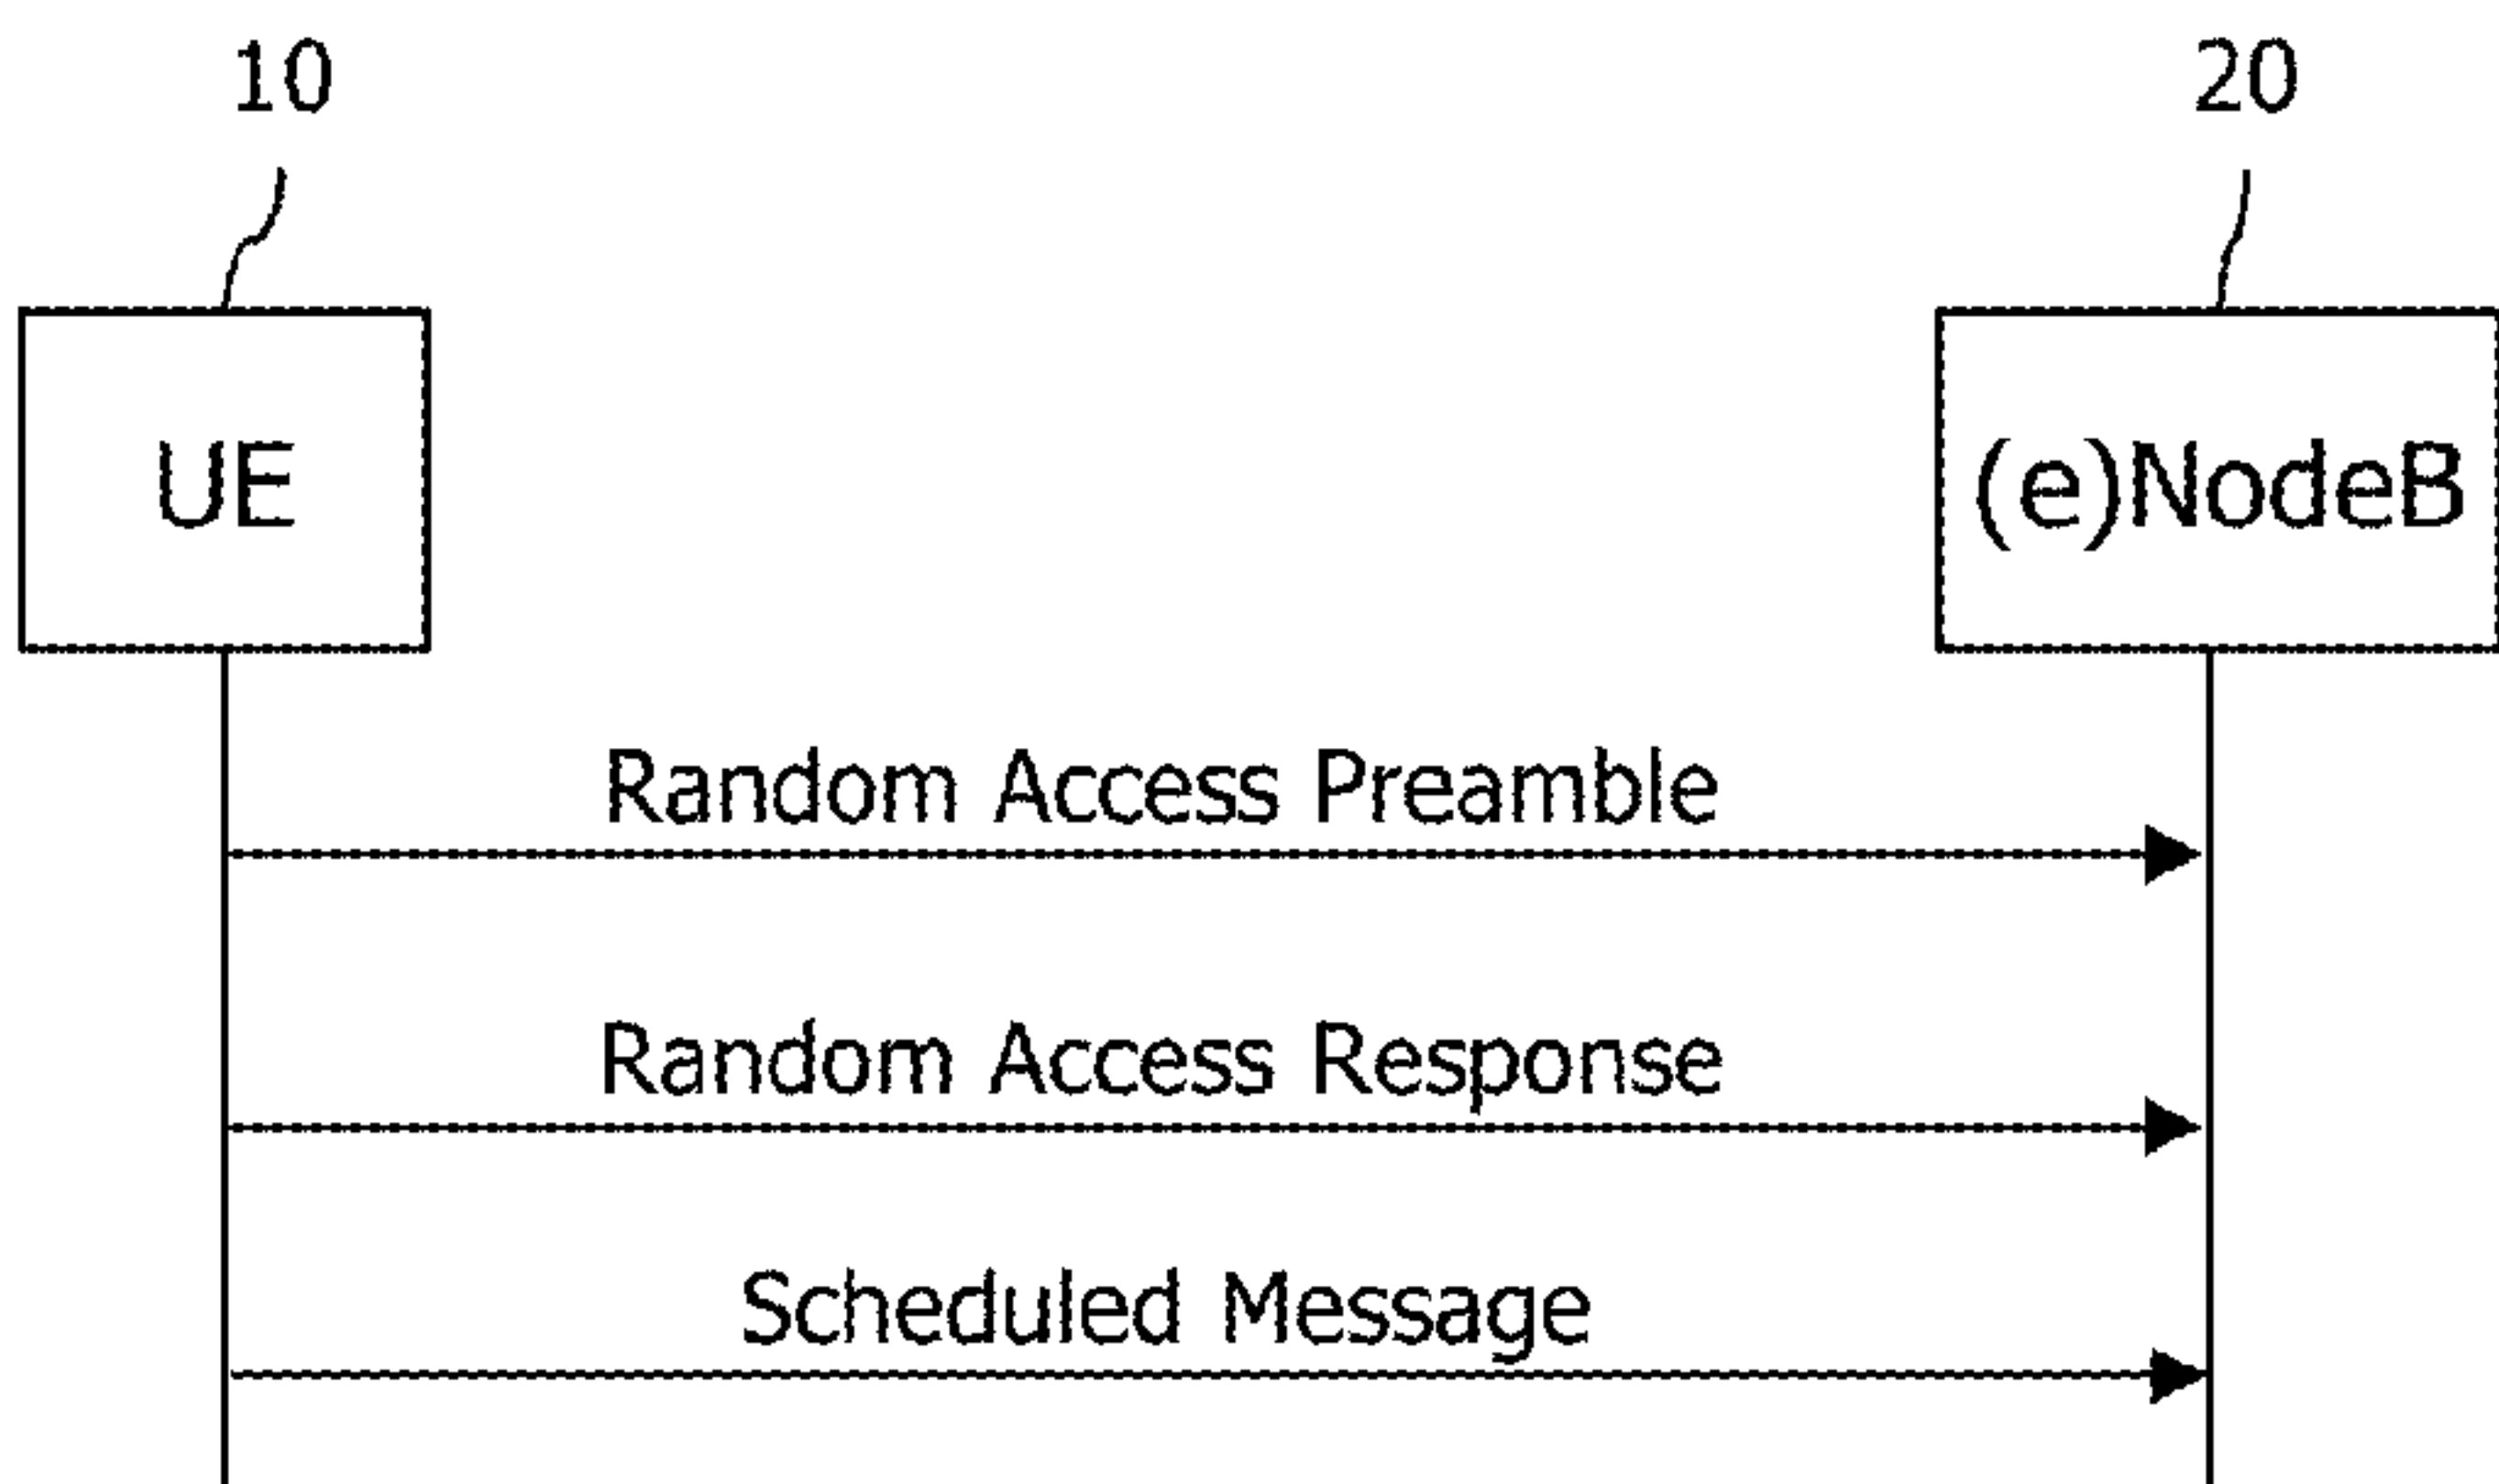 10
20
UE
(e)NodeB
Random Access Preamble
Random Access Response
Scheduled Message